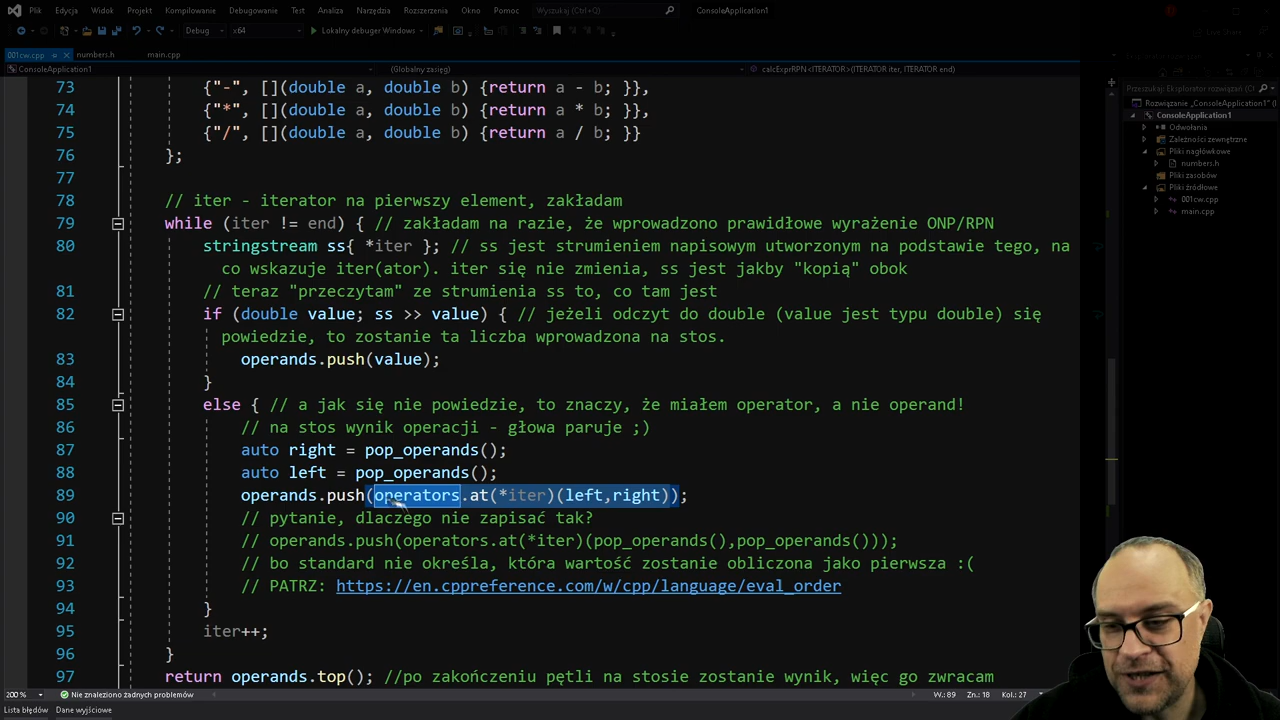 Plik Edycja Widok Projekt Kompilowanie Debugowanie Test Analiza Narzędzia Rozszerzenia Okno Pomoc Wyszukaj (Ctrl+Q) ConsoleApplication1
Debug x64 Lokalny debuger Windows
001cw.cpp numbers.h main.cpp
ConsoleApplication1 (Globalny zasięg) calcExprRPN<ITERATOR>(ITERATOR iter, ITERATOR end)
73 {"-", [](double a, double b) {return a - b; }},
74 {"*", [](double a, double b) {return a * b; }},
75 {"/", [](double a, double b) {return a / b; }}
76 };
77
78 // iter - iterator na pierwszy element, zakładam
79 while (iter != end) { // zakładam na razie, że wprowadzono prawidłowe wyrażenie ONP/RPN
80 stringstream ss{ *iter }; // ss jest strumieniem napisowym utworzonym na podstawie tego, na
co wskazuje iter(ator). iter się nie zmienia, ss jest jakby "kopią" obok
81 // teraz "przeczytam" ze strumienia ss to, co tam jest
82 if (double value; ss >> value) { // jeżeli odczyt do double (value jest typu double) się
powiedzie, to zostanie ta liczba wprowadzona na stos.
83 operands.push(value);
84 }
85 else { // a jak się nie powiedzie, to znaczy, że miałem operator, a nie operand!
86 // na stos wynik operacji - głowa paruje ;)
87 auto right = pop_operands();
88 auto left = pop_operands();
89 operands.push(operators.at(*iter)(left,right));
90 // pytanie, dlaczego nie zapisać tak?
91 // operands.push(operators.at(*iter)(pop_operands(),pop_operands()));
92 // bo standard nie określa, która wartość zostanie obliczona jako pierwsza :(
93 // PATRZ: https://en.cppreference.com/w/cpp/language/eval_order
94 }
95 iter++;
96 }
97 return operands.top(); //po zakończeniu pętli na stosie zostanie wynik, więc go zwracam
200 % Nie znaleziono żadnych problemów W.: 89 Zn.: 18 Kol.: 27
Lista błędów Dane wyjściowe
Przeszukaj: Eksplorator rozwiązań (C
Rozwiązanie „ConsoleApplication1" (
ConsoleApplication1
Odwołania
Zależności zewnętrzne
Pliki nagłówkowe
numbers.h
Pliki zasobów
Pliki źródłowe
001cw.cpp
main.cpp